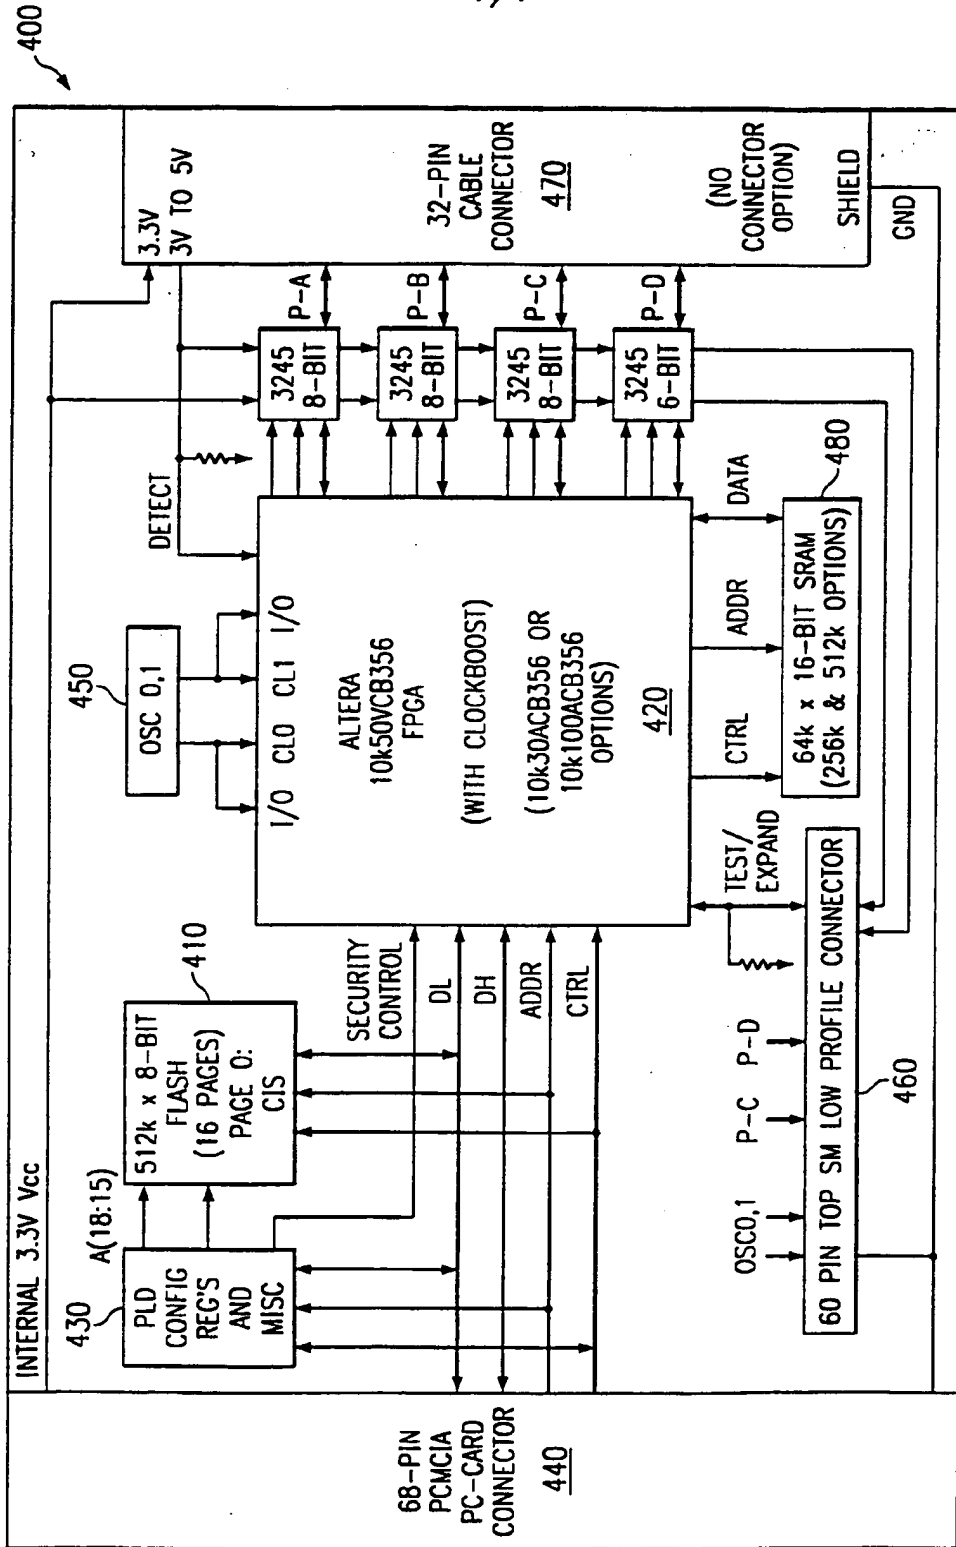 400
INTERNAL 3.3V Vcc
68-PIN
PCMCIA
PC-CARD
CONNECTOR
440
430
PLD
CONFIG
REG'S
AND
MISC
A(18:15)
410
512k x 8-BIT
FLASH
(16 PAGES)
PAGE 0:
CIS
SECURITY
CONTROL
DL
DH
ADDR
CTRL
450
OSC 0,1
I/O
CL0
CL1
I/O
DETECT
ALTERA
10k50VCB356
FPGA
(WITH CLOCKBOOST)
(10k30ACB356 OR
10k100ACB356
OPTIONS)
420
3245
8-BIT
3245
8-BIT
3245
8-BIT
3245
6-BIT
P-A
P-B
P-C
P-D
3.3V
3V TO 5V
32-PIN
CABLE
CONNECTOR
470
(NO
CONNECTOR
OPTION)
SHIELD
GND
CTRL
ADDR
DATA
480
64k x 16-BIT SRAM
(256k & 512k OPTIONS)
TEST/
EXPAND
OSC0,1
P-C
P-D
60 PIN TOP SM LOW PROFILE CONNECTOR
460